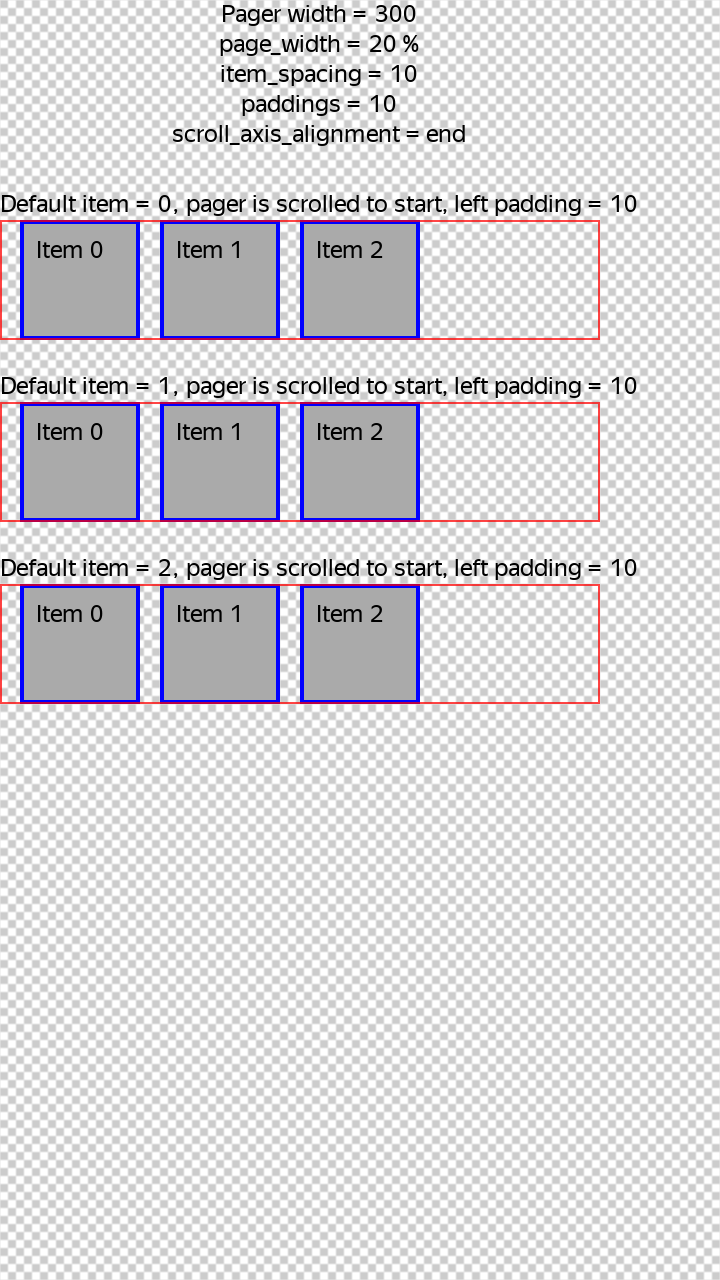 Pager width = 300
page_width = 20 %
item_spacing = 10
paddings = 10
scroll_axis_alignment = end
Default item = 0, pager is scrolled to start, left padding = 10
Item 0 Item 1 Item 2
Default item = 1, pager is scrolled to start, left padding = 10
Item 0 Item 1 Item 2
Default item = 2, pager is scrolled to start, left padding = 10
Item 0 Item 1 Item 2